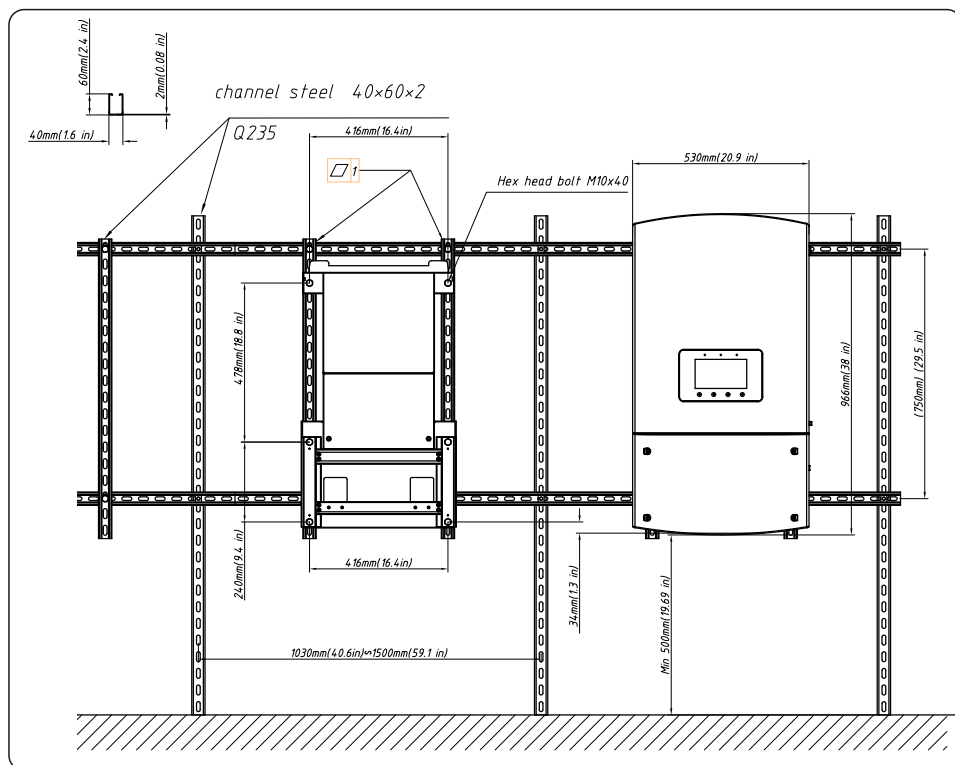 60mm(2.4 in)
2mm(0.08 in)
40mm(1.6 in)
channel steel 40×60×2
Q235
416mm(16.4in)
1
Hex head bolt M10x40
530mm(20.9 in)
478mm(18.8 in)
966mm(38 in)
(750mm) (29.5 in)
240mm(9.4 in)
416mm(16.4in)
34mm(1.3 in)
Min 500mm(19.69 in)
1030mm(40.6in)∽1500mm(59.1 in)